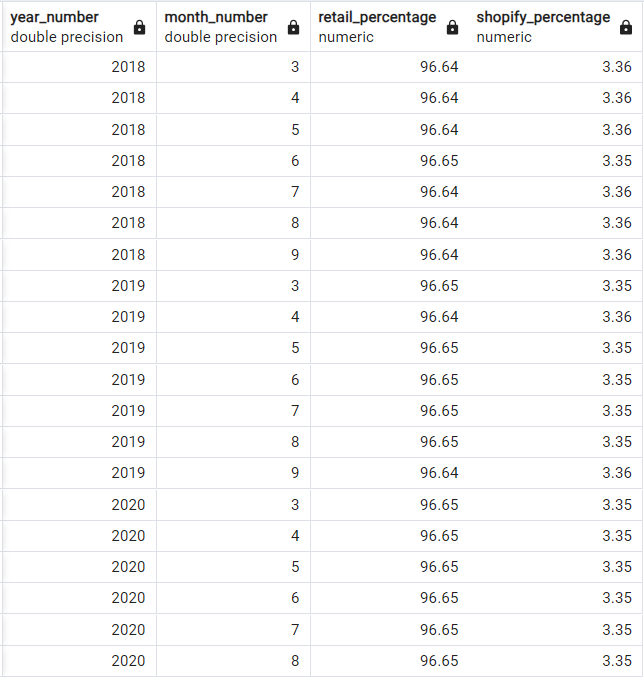 year_number month_number retail_percentage shopify_percentage
double precision double precision numeric numeric
2018 3 96.64 3.36
2018 4 96.64 3.36
2018 5 96.64 3.36
2018 6 96.65 3.35
2018 7 96.64 3.36
2018 8 96.64 3.36
2018 9 96.64 3.36
2019 3 96.65 3.35
2019 4 96.64 3.36
2019 5 96.65 3.35
2019 6 96.65 3.35
2019 7 96.65 3.35
2019 8 96.65 3.35
2019 9 96.64 3.36
2020 3 96.65 3.35
2020 4 96.65 3.35
2020 5 96.65 3.35
2020 6 96.65 3.35
2020 7 96.65 3.35
2020 8 96.65 3.35